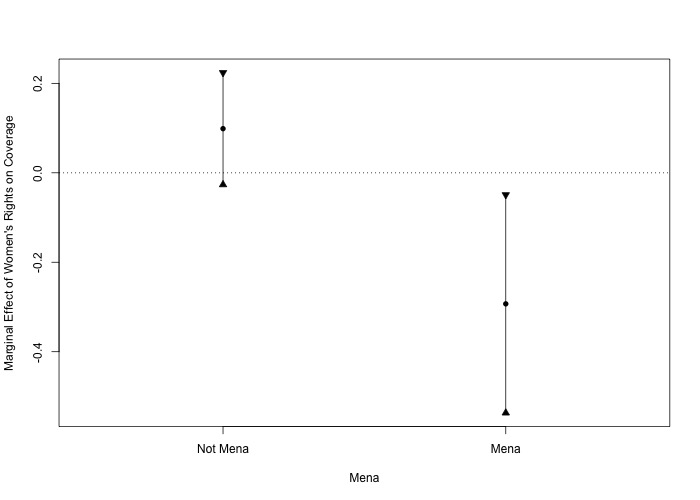 Marginal Effect of Women's Rights on Coverage
0.2
0.0
-0.2
-0.4
Not Mena
Mena
Mena